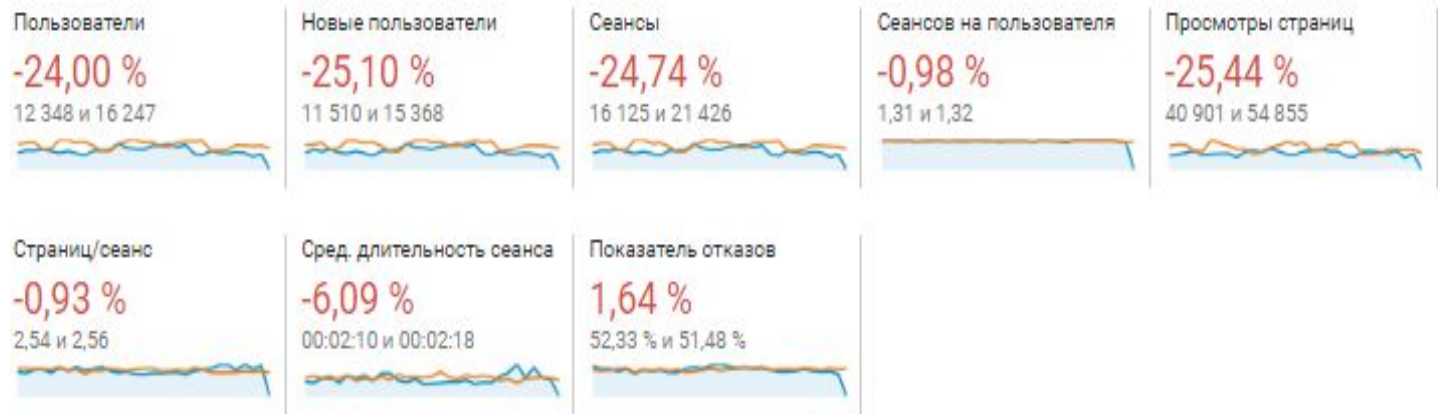 Пользователи
-24,00 %
12 348 и 16 247
Новые пользователи
-25,10 %
11 510 и 15 368
Сеансы
-24,74 %
16 125 и 21 426
Сеансов на пользователя
-0,98 %
1,31 и 1,32
Просмотры страниц
-25,44 %
40 901 и 54 855
Страниц/сеанс
-0,93 %
2,54 и 2,56
Сред. длительность сеанса
-6,09 %
00:02:10 и 00:02:18
Показатель отказов
1,64 %
52,33 % и 51,48 %